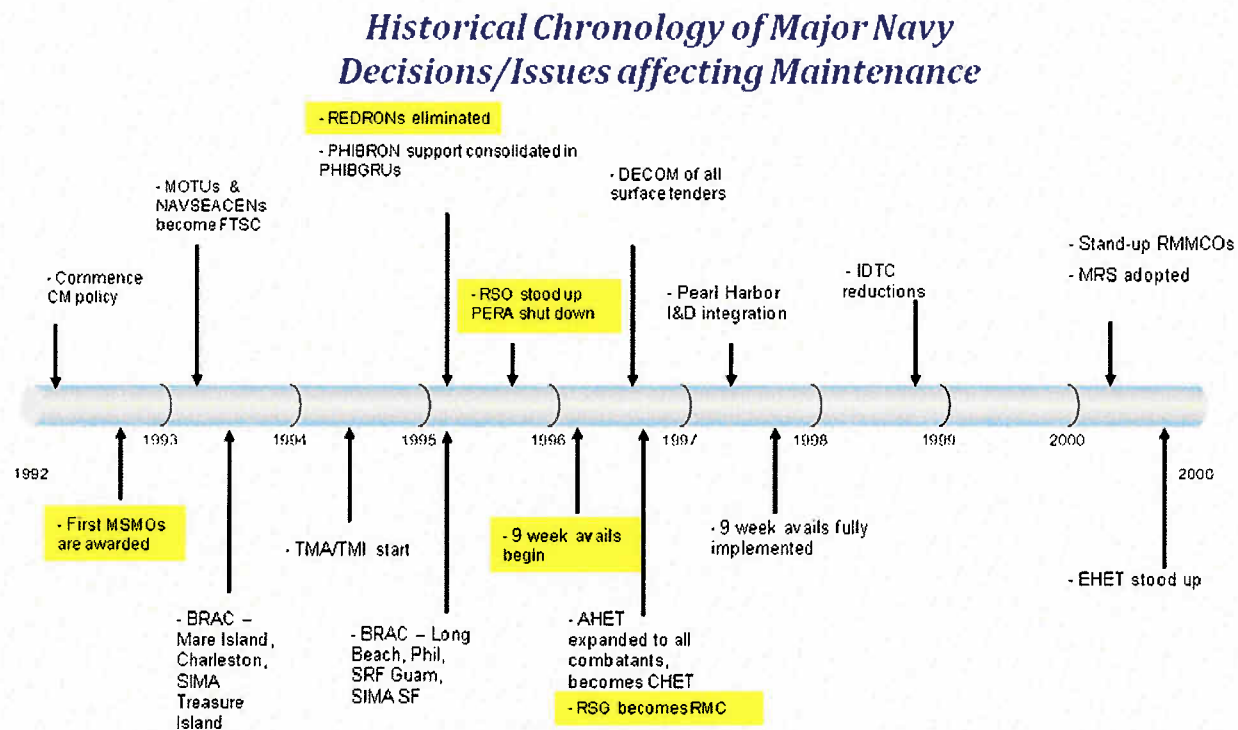 Historical Chronology of Major Navy
Decisions/Issues affecting Maintenance
- REDRONs eliminated
- PHIBRON support consolidated in
PHIBGRUs
- MOTUs &
NAVSEACENs
become FTSC
- DECOM of all
surface tenders
- Stand-up RMMCOs
- MRS adopted
- Commence
CM policy
- RSO stood up
PERA shut down
- Pearl Harbor
I&D integration
- IDTC
reductions
1993
1994
1995
1996
1997
1998
1999
2000
1992
2000
- First MSMOs
are awarded
- TMA/TMI start
- 9 week avails
begin
- 9 week avails fully
implemented
- EHET stood up
- BRAC –
Mare Island,
Charleston,
SIMA
Treasure
Island
- BRAC – Long
Beach, Phil,
SRF Guam,
SIMA SF
- AHET
expanded to all
combatants,
becomes CHET
- RSG becomes RMC